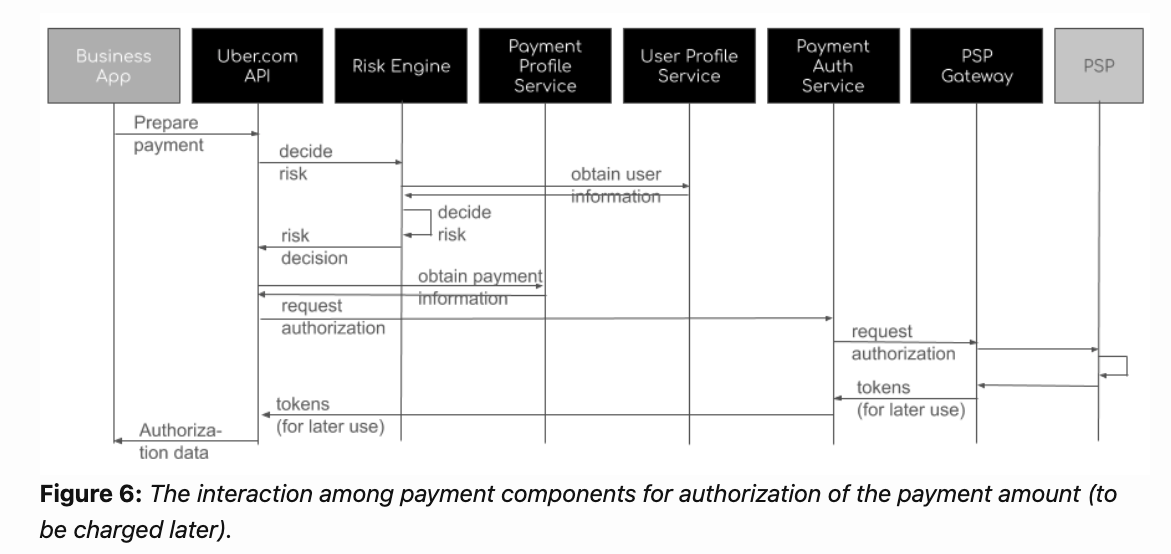 Business
App
Uber.com
API
Risk Engine
Payment
Profile
Service
User Profile
Service
Payment
Auth
Service
PSP
Gateway
PSP
Prepare
payment
decide
risk
obtain user
information
decide
risk
risk
decision
obtain payment
information
request
authorization
request
authorization
tokens
(for later use)
tokens
(for later use)
Authoriza-
tion data
Figure 6: The interaction among payment components for authorization of the payment amount (to
be charged later).